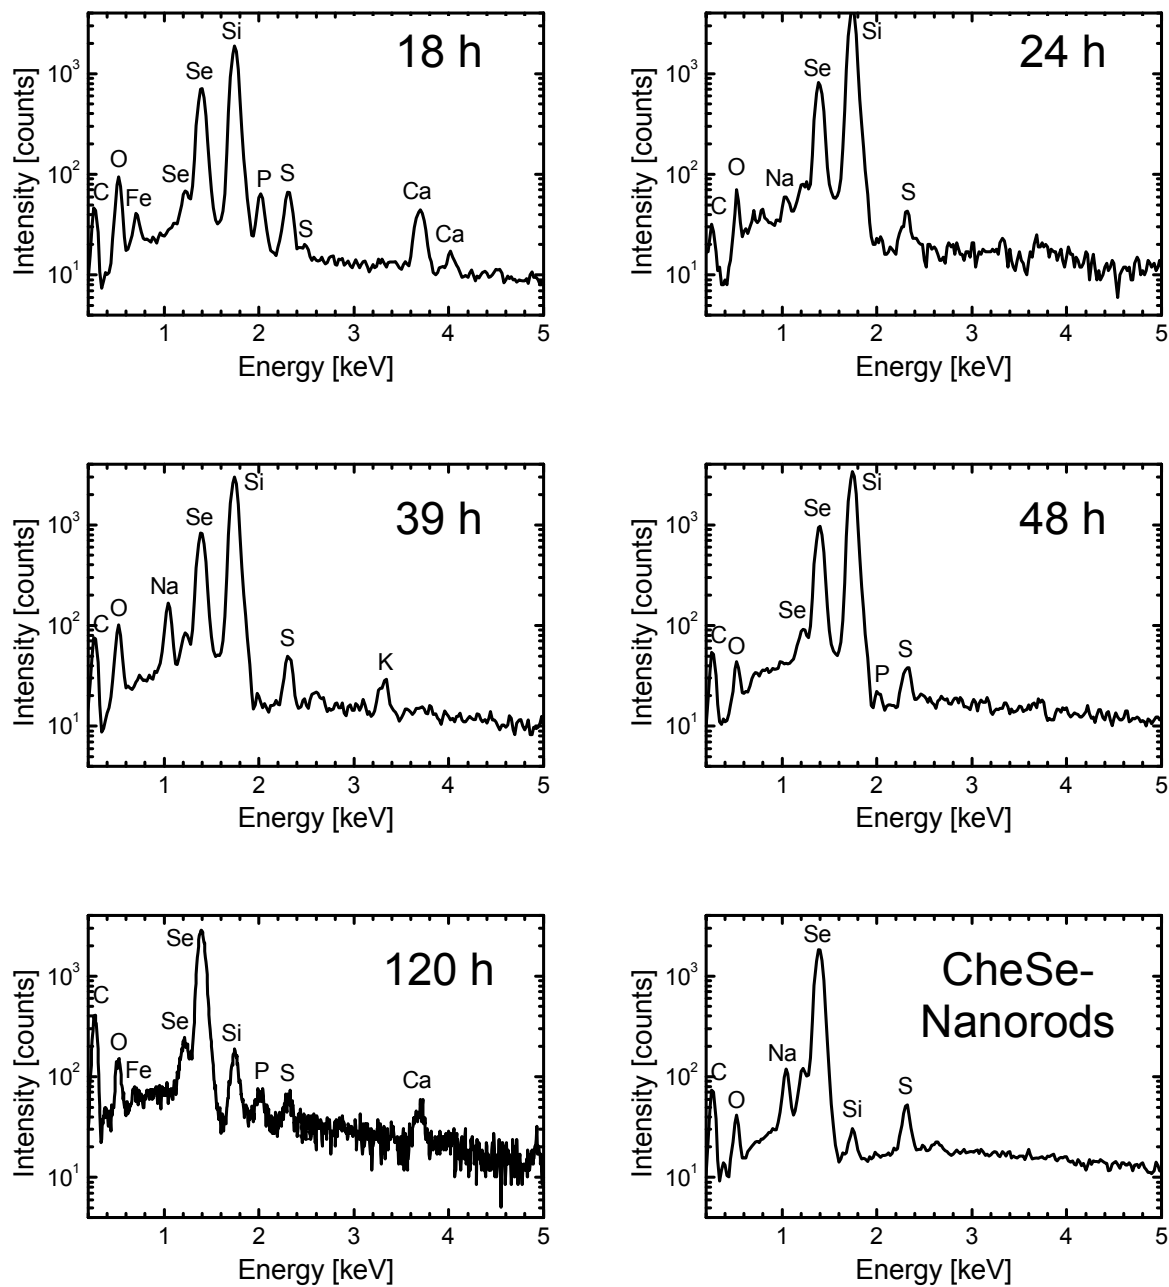 18 h
Intensity [counts]
10³
10²
10¹
C
O
Fe
Se
Se
Si
P
S
S
Ca
Ca
1 2 3 4 5
Energy [keV]
24 h
Intensity [counts]
10³
10²
10¹
C
O
Na
Se
Si
S
1 2 3 4 5
Energy [keV]
39 h
Intensity [counts]
10³
10²
10¹
C
O
Na
Se
Si
S
K
1 2 3 4 5
Energy [keV]
48 h
Intensity [counts]
10³
10²
10¹
C
O
Se
Se
Si
P
S
1 2 3 4 5
Energy [keV]
120 h
Intensity [counts]
10³
10²
10¹
C
O
Fe
Se
Se
Si
P
S
Ca
1 2 3 4 5
Energy [keV]
CheSe-
Nanorods
Intensity [counts]
10³
10²
10¹
C
O
Na
Se
Si
S
1 2 3 4 5
Energy [keV]